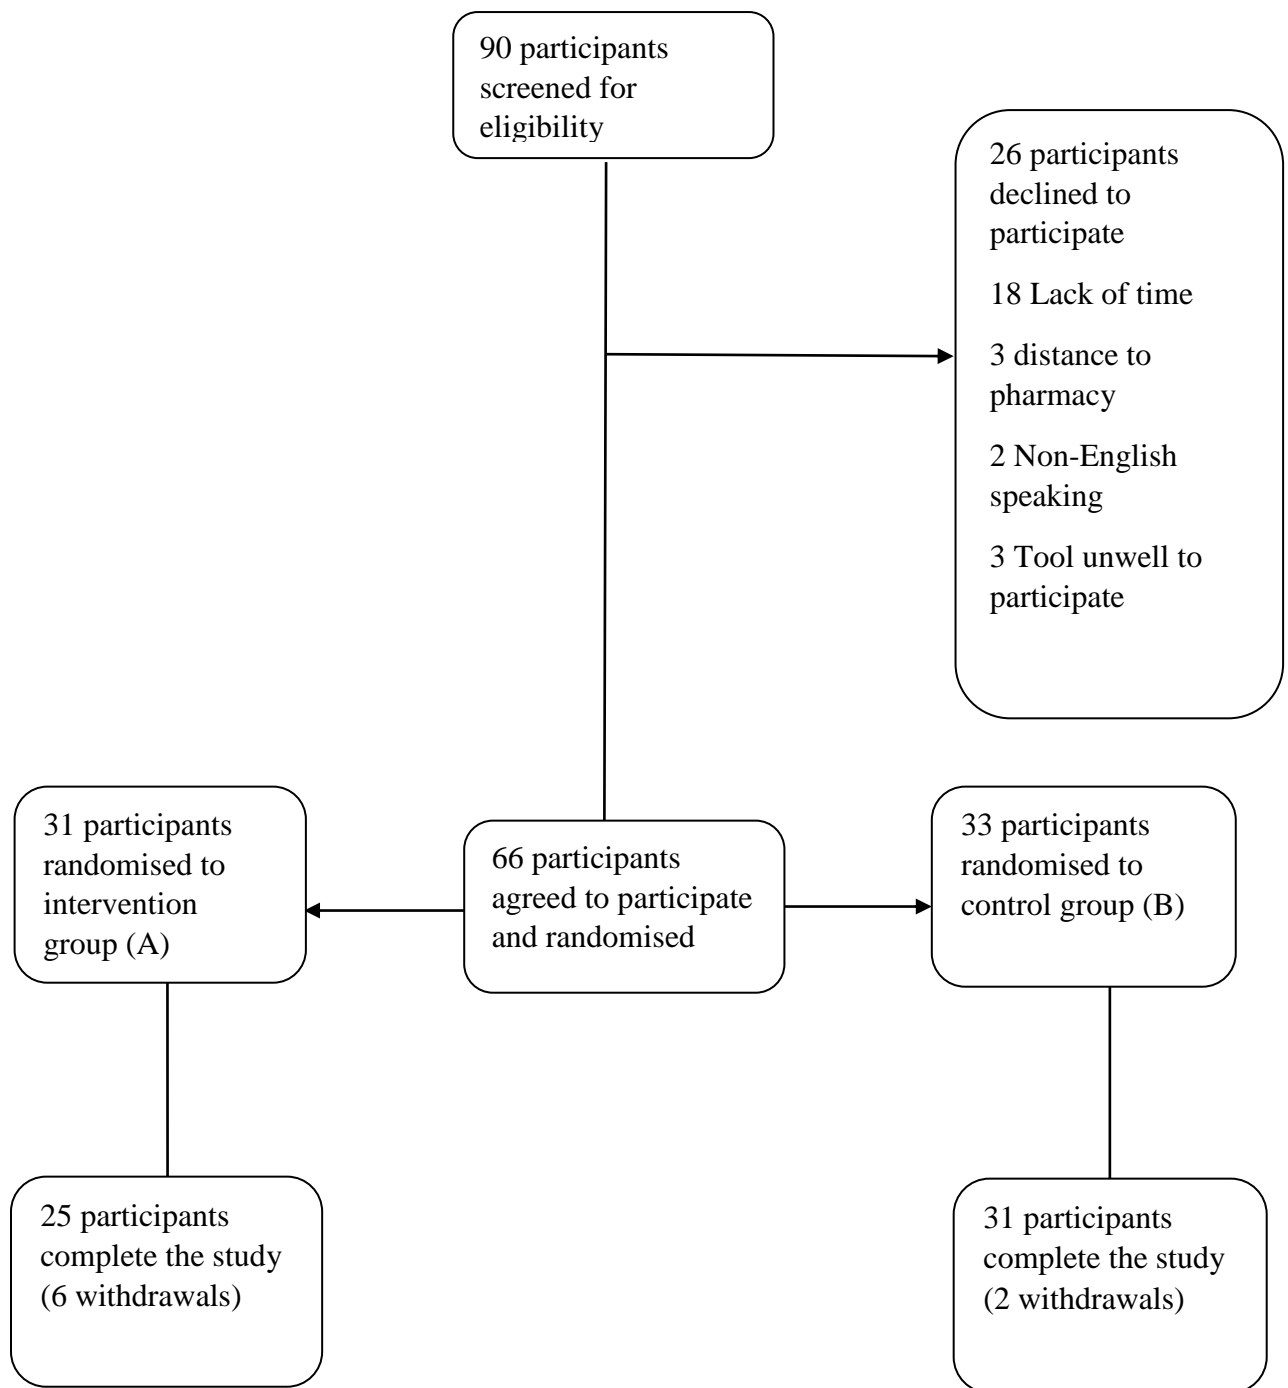 90 participants
screened for
eligibility
26 participants
declined to
participate
18 Lack of time
3 distance to
pharmacy
2 Non-English
speaking
3 Tool unwell to
participate
31 participants
randomised to
intervention
group (A)
66 participants
agreed to participate
and randomised
33 participants
randomised to
control group (B)
25 participants
complete the study
(6 withdrawals)
31 participants
complete the study
(2 withdrawals)